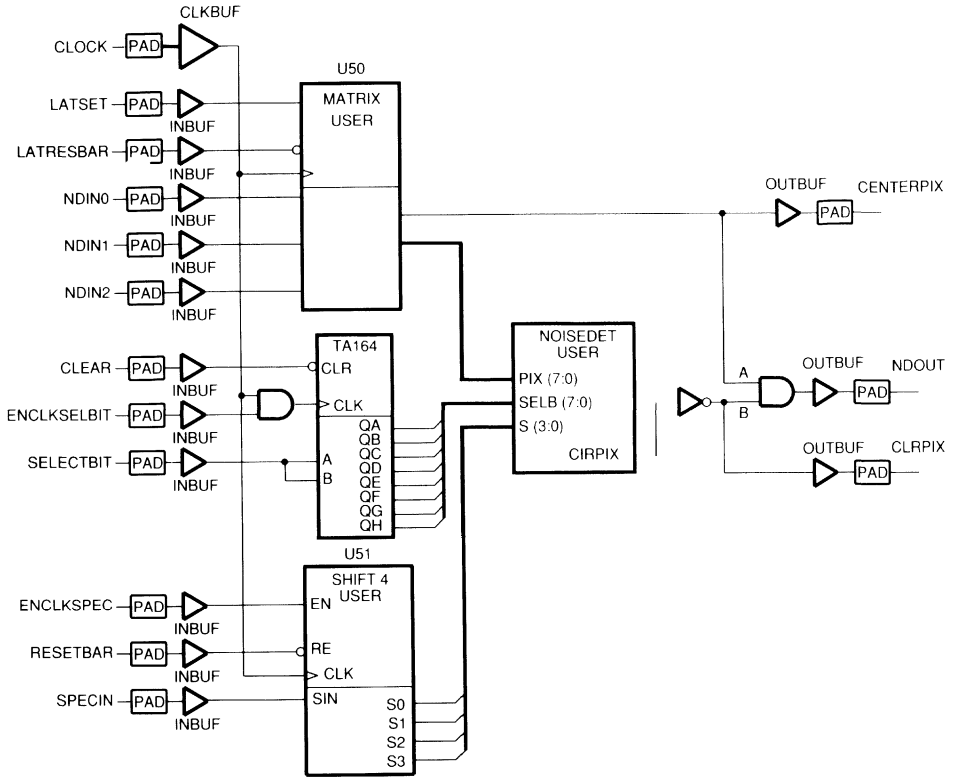 CLKBUF
CLOCK PAD
U50
LATSET PAD
INBUF
MATRIX
USER
LATRESBAR PAD
INBUF
NDIN0 PAD
INBUF
OUTBUF CENTERPIX
PAD
NDIN1 PAD
INBUF
NDIN2 PAD
INBUF
TA164
CLEAR PAD
INBUF
CLR
ENCLKSELBIT PAD
INBUF
CLK
SELECTBIT PAD
INBUF
A
B
QA
QB
QC
QD
QE
QF
QG
QH
NOISEDET
USER
PIX (7:0)
SELB (7:0)
S (3:0)
CIRPIX
A
B
OUTBUF NDOUT
PAD
OUTBUF CLRPIX
PAD
U51
SHIFT 4
USER
ENCLKSPEC PAD
INBUF
EN
RESETBAR PAD
INBUF
RE
CLK
SPECIN PAD
INBUF
SIN
S0
S1
S2
S3